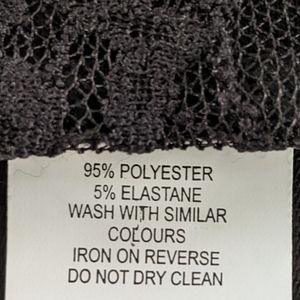 95% POLYESTER
5% ELASTANE
WASH WITH SIMILAR
COLOURS
IRON ON REVERSE
DO NOT DRY CLEAN